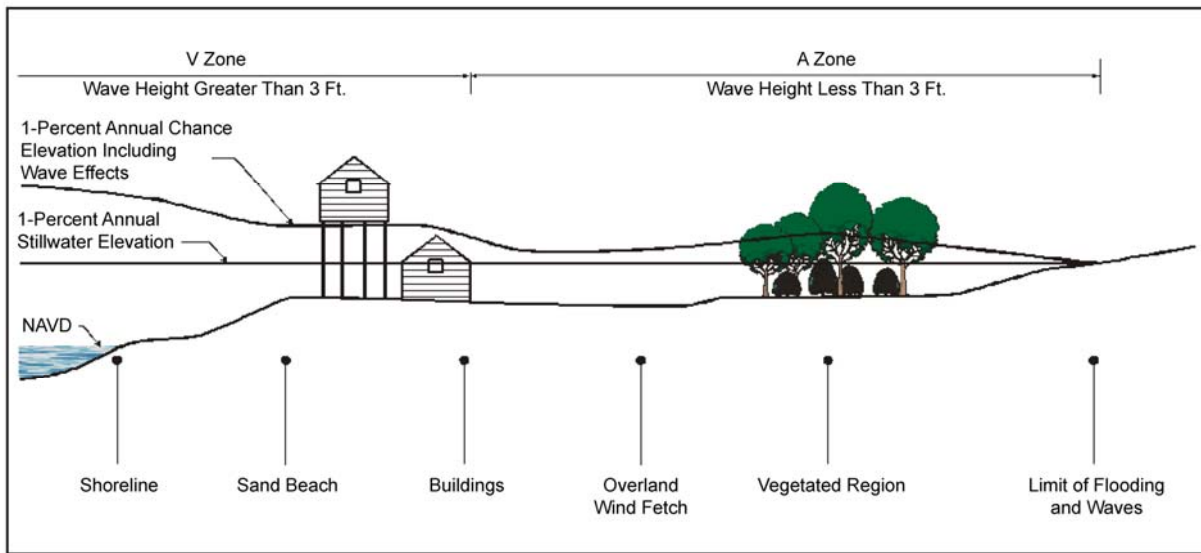 V Zone
A Zone
Wave Height Greater Than 3 Ft.
Wave Height Less Than 3 Ft.
1-Percent Annual Chance
Elevation Including
Wave Effects
1-Percent Annual
Stillwater Elevation
NAVD
Shoreline
Sand Beach
Buildings
Overland
Wind Fetch
Vegetated Region
Limit of Flooding
and Waves